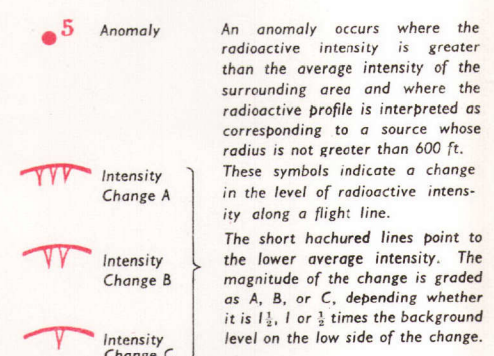 5 Anomaly An anomaly occurs where the
radioactive intensity is greater
than the average intensity of the
surrounding area and where the
radioactive profile is interpreted as
corresponding to a source whose
radius is not greater than 600 ft.
Intensity
Change A
These symbols indicate a change
in the level of radioactive intens-
ity along a flight line.
Intensity
Change B
The short hachured lines point to
the lower average intensity. The
magnitude of the change is graded
as A, B, or C, depending whether
it is 1½, 1 or ½ times the background
level on the low side of the change.
Intensity
Change C